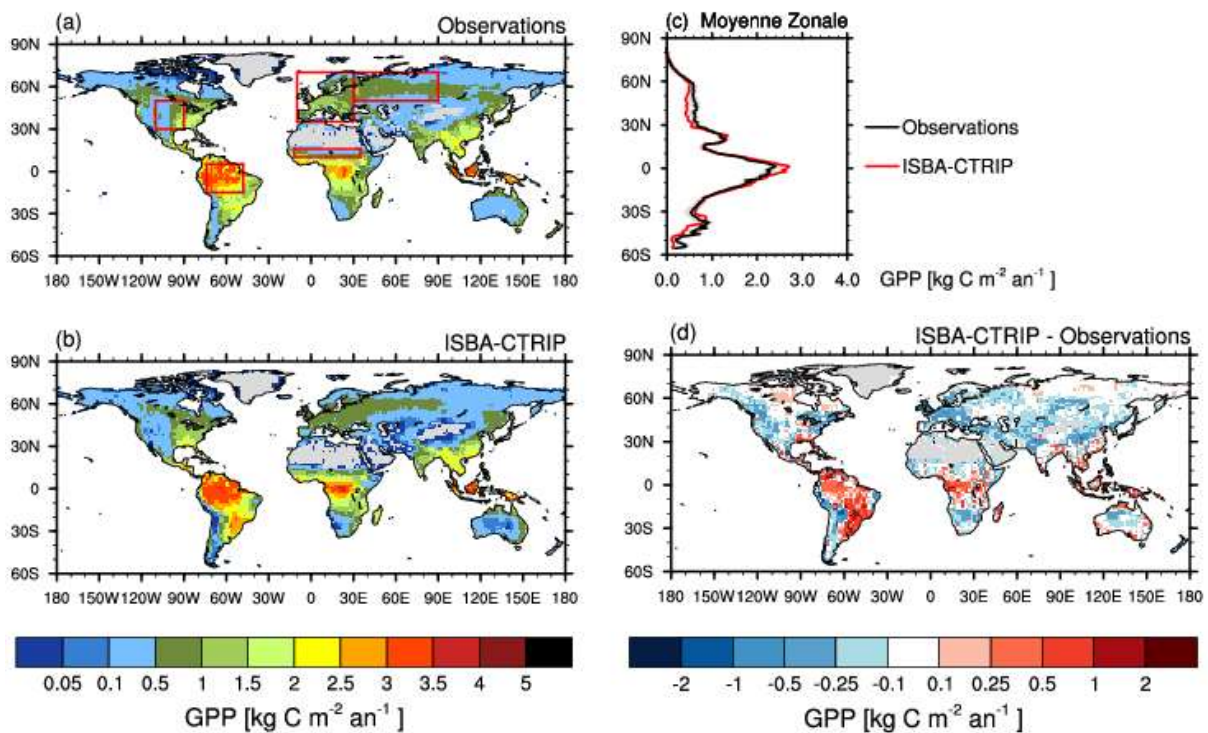 (a) Observations
90N
60N
30N
0
30S
60S
180 150W 120W 90W 60W 30W 0 30E 60E 90E 120E 150E 180
(c) Moyenne Zonale
90N
60N
30N
0
30S
60S
0.0 1.0 2.0 3.0 4.0
GPP [kg C m-2 an-1 ]
Observations
ISBA-CTRIP
(b) ISBA-CTRIP
90N
60N
30N
0
30S
60S
180 150W 120W 90W 60W 30W 0 30E 60E 90E 120E 150E 180
0.05 0.1 0.5 1 1.5 2 2.5 3 3.5 4 5
GPP [kg C m-2 an-1 ]
(d) ISBA-CTRIP - Observations
90N
60N
30N
0
30S
60S
180 150W 120W 90W 60W 30W 0 30E 60E 90E 120E 150E 180
-2 -1 -0.5 -0.25 -0.1 0.1 0.25 0.5 1 2
GPP [kg C m-2 an-1 ]